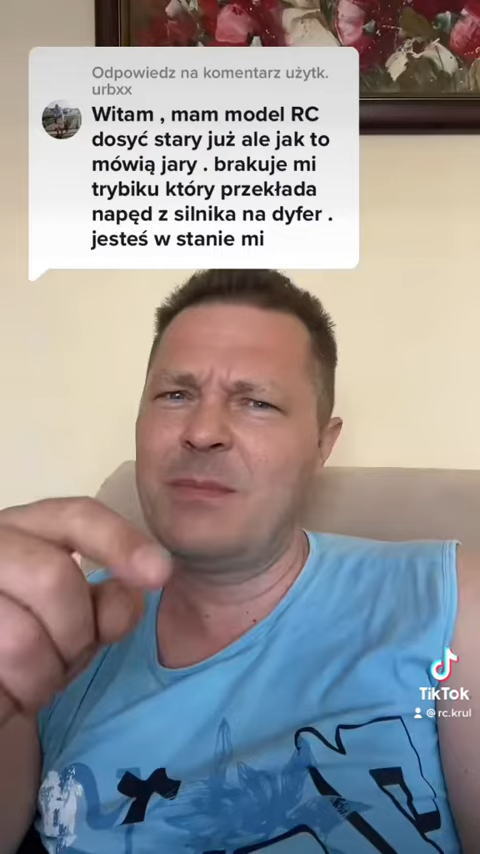 Odpowiedz na komentarz użytk.
urbxx
Witam , mam model RC
dosyć stary już ale jak to
mówią jary . brakuje mi
trybiku który przekłada
napęd z silnika na dyfer .
jesteś w stanie mi
TikTok
@rc.krul